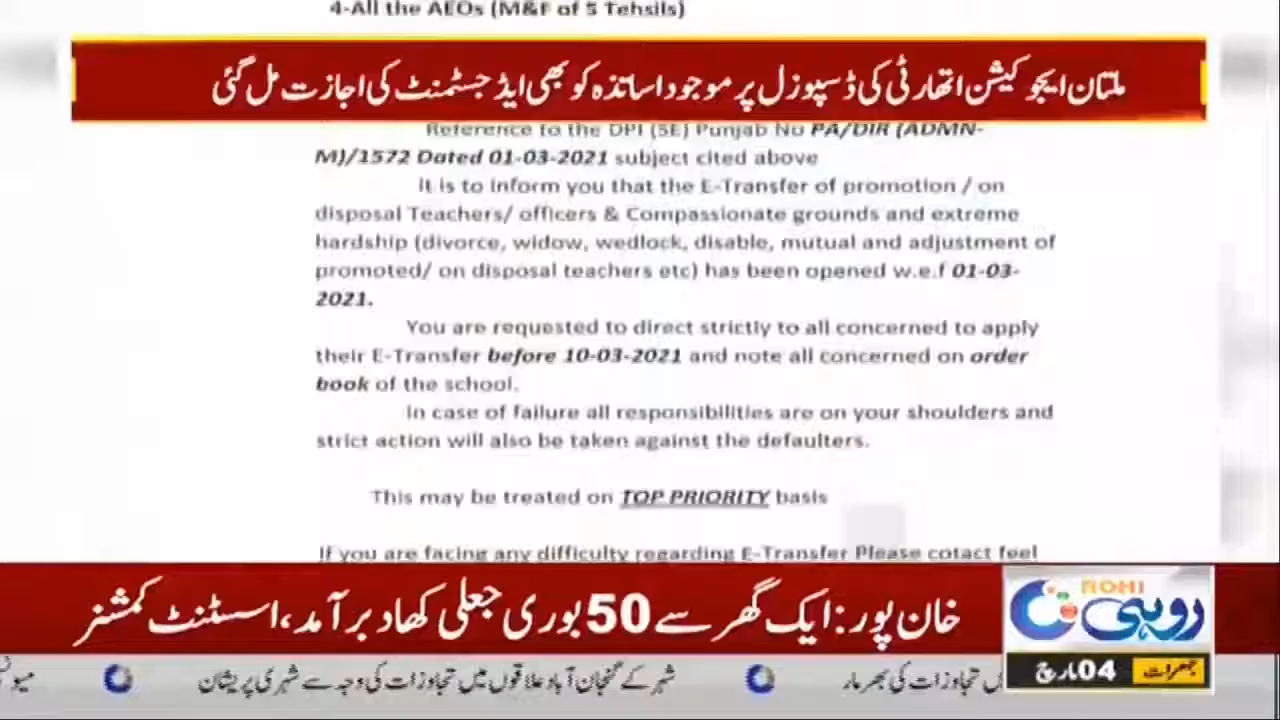 4-All the AEOs (M&F of 5 Tehsils)
ملتان ایجوکیشن اتھارٹی کی ڈسپوزل پر موجود اساتذہ کو بھی ایڈجسٹمنٹ کی اجازت مل گئی
Reference to the DPI (SE) Punjab No PA/DIR (ADMN-
M)/1572 Dated 01-03-2021 subject cited above
It is to inform you that the E-Transfer of promotion / on
disposal Teachers/ officers & Compassionate grounds and extreme
hardship (divorce, widow, wedlock, disable, mutual and adjustment of
promoted/ on disposal teachers etc) has been opened w.e.f 01-03-
2021.
You are requested to direct strictly to all concerned to apply
their E-Transfer before 10-03-2021 and note all concerned on order
book of the school.
In case of failure all responsibilities are on your shoulders and
strict action will also be taken against the defaulters.
This may be treated on TOP PRIORITY basis
If you are facing any difficulty regarding E-Transfer Please cotact feel
خان پور: ایک گھر سے 50 بوری جعلی کھاد برآمد، اسسٹنٹ کمشنر
ROHI
روہی
جمعرات 04 مارچ
تجاوزات کی بھر مار
شہر کے گنجان آباد علاقوں میں تجاوزات کی وجہ سے شہری پریشان